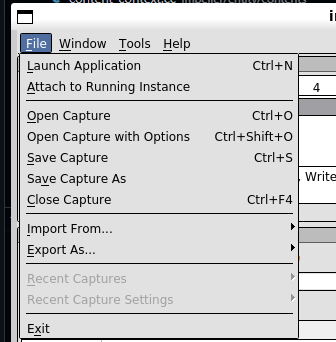 File Window Tools Help
Launch Application Ctrl+N
Attach to Running Instance
4
Open Capture Ctrl+O
Open Capture with Options Ctrl+Shift+O
Save Capture Ctrl+S
Save Capture As
, Write
Close Capture Ctrl+F4
Import From...
Export As...
Recent Captures
Recent Capture Settings
Exit